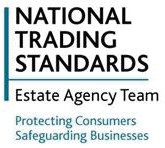 NATIONAL
TRADING
STANDARDS
Estate Agency Team
Protecting Consumers
Safeguarding Businesses